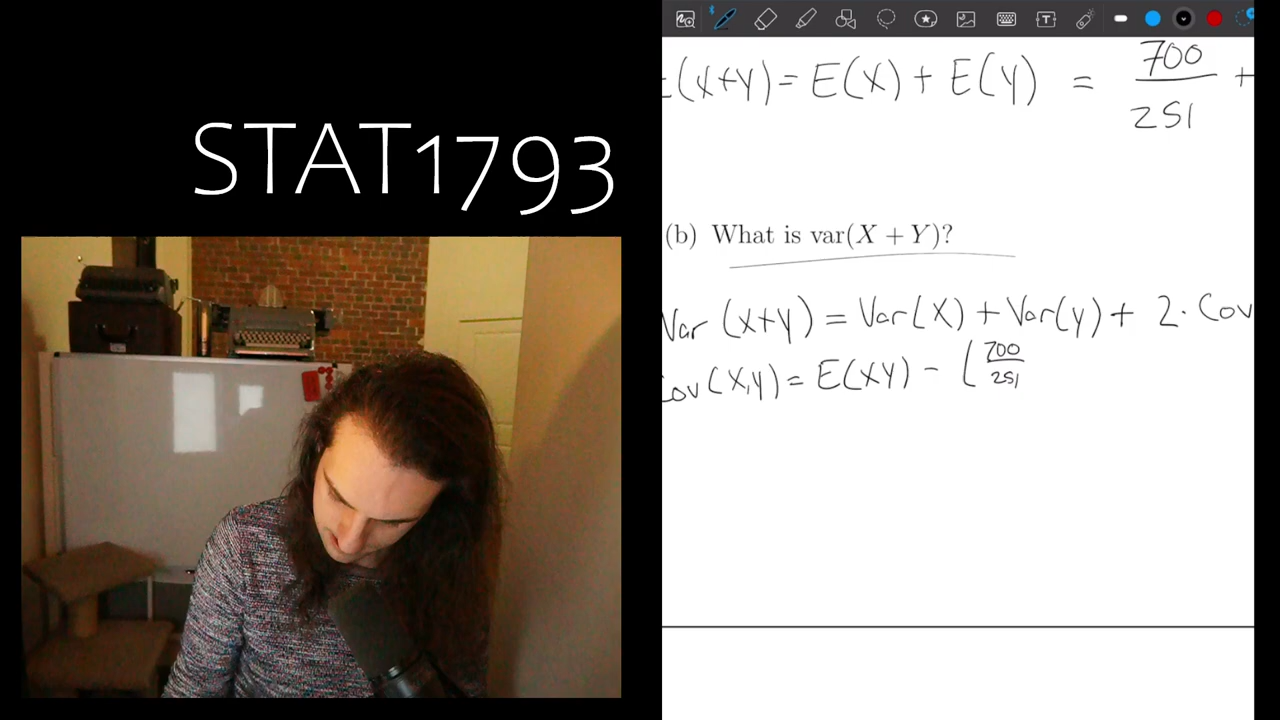 STAT1793
(X+Y) = E(X) + E(Y) = 700/251 +
(b) What is var(X + Y)?
Var (X+Y) = Var(X) + Var(Y) + 2· Cov
Cov(X,Y) = E(XY) - (700/251